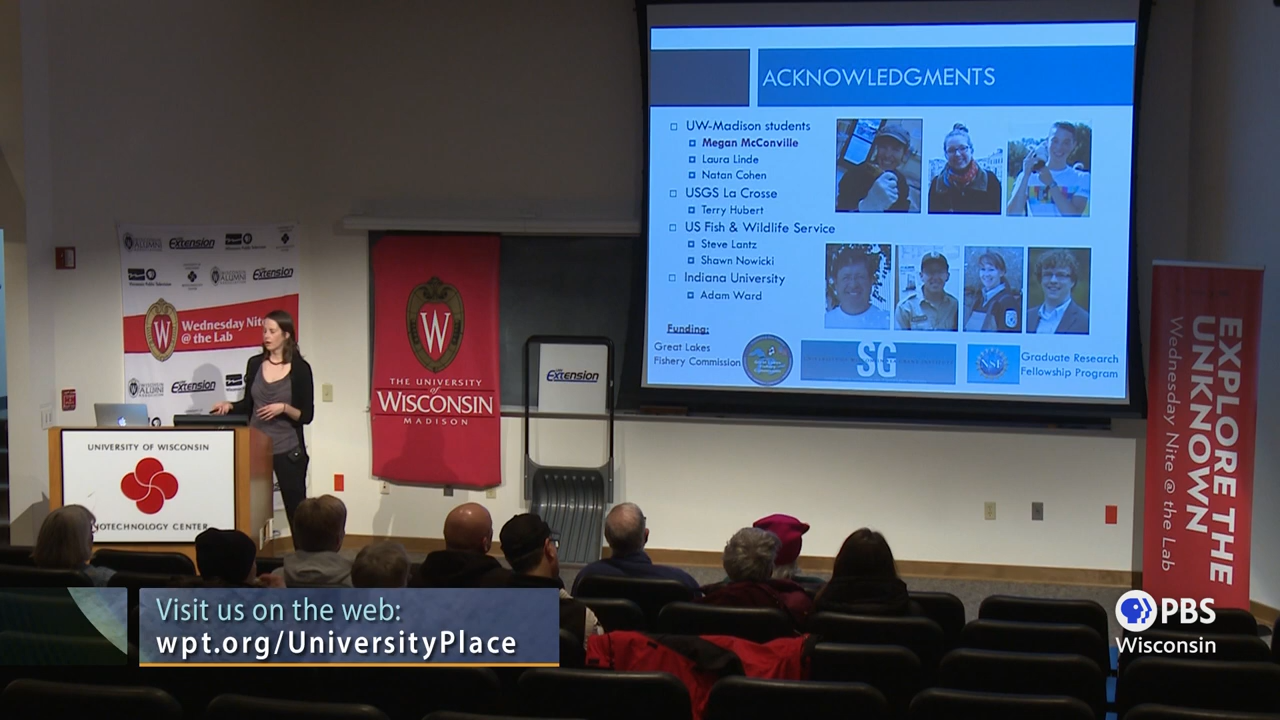 ACKNOWLEDGMENTS
UW-Madison students
Megan McConville
Laura Linde
Natan Cohen
USGS La Crosse
Terry Hubert
US Fish & Wildlife Service
Steve Lantz
Shawn Nowicki
Indiana University
Adam Ward
Funding:
Great Lakes
Fishery Commission
SG
Graduate Research
Fellowship Program
Extension
Wednesday Nite
@ the Lab
W
W
THE UNIVERSITY
of
WISCONSIN
MADISON
Extension
UNIVERSITY OF WISCONSIN
IOTECHNOLOGY CENTER
EXPLORE THE
UNKNOWN
Wednesday Nite @ the Lab
Visit us on the web:
wpt.org/UniversityPlace
PBS
Wisconsin